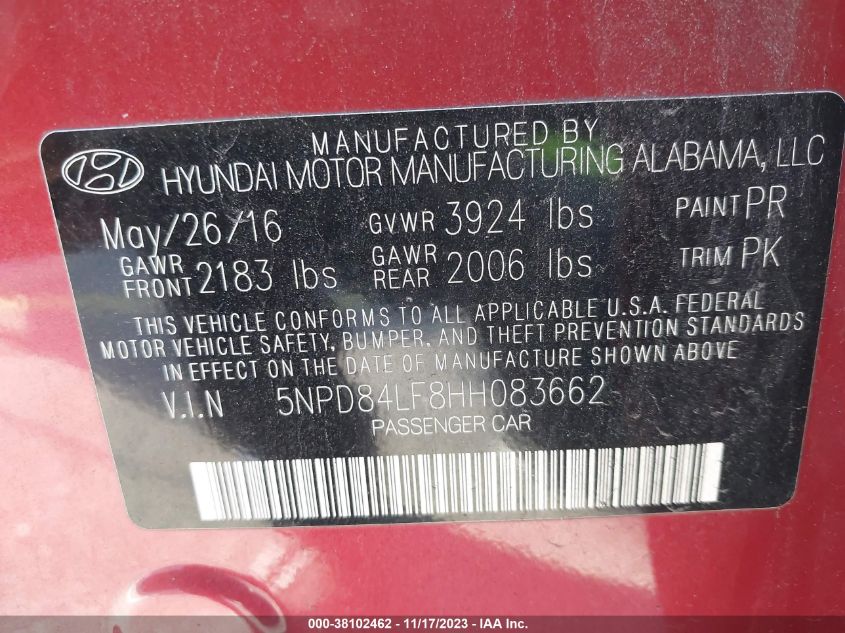 MANUFACTURED BY
HYUNDAI MOTOR MANUFACTURING ALABAMA, LLC
May/26/16 GVWR 3924 lbs PAINT PR
GAWR FRONT 2183 lbs GAWR REAR 2006 lbs TRIM PK
THIS VEHICLE CONFORMS TO ALL APPLICABLE U.S.A. FEDERAL
MOTOR VEHICLE SAFETY, BUMPER, AND THEFT PREVENTION STANDARDS
IN EFFECT ON THE DATE OF MANUFACTURE SHOWN ABOVE
V.I.N 5NPD84LF8HH083662
PASSENGER CAR
000-38102462 - 11/17/2023 - IAA Inc.